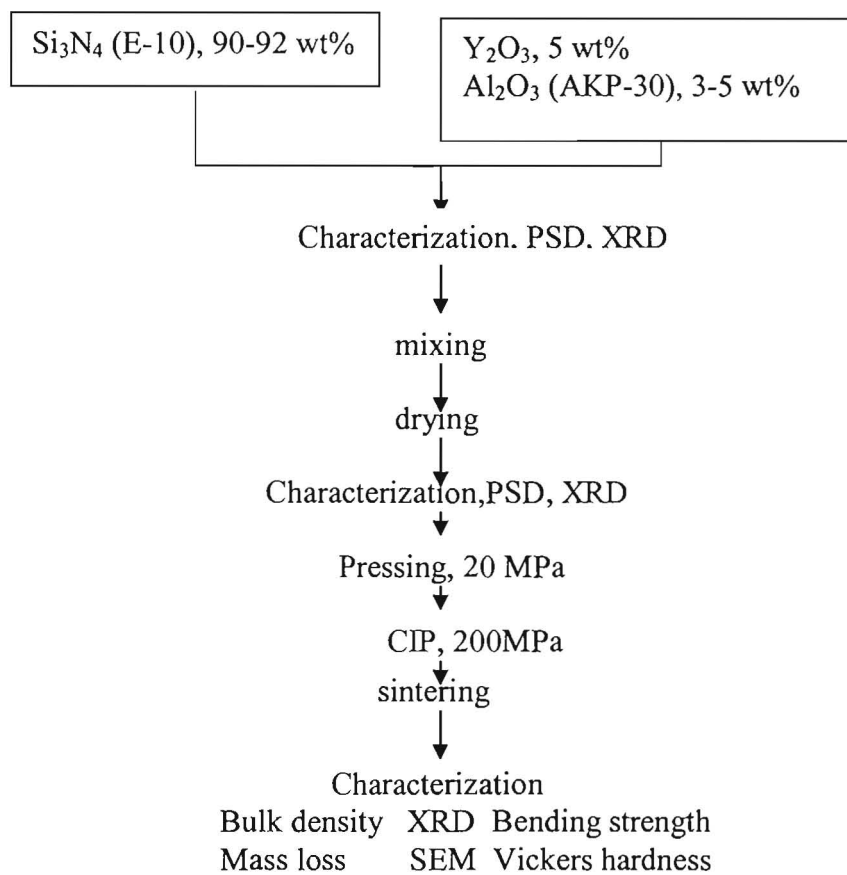 Si₃N₄ (E-10), 90-92 wt%
Y₂O₃, 5 wt%
Al₂O₃ (AKP-30), 3-5 wt%
Characterization. PSD. XRD
mixing
drying
Characterization,PSD, XRD
Pressing, 20 MPa
CIP, 200MPa
sintering
Characterization
Bulk density XRD Bending strength
Mass loss SEM Vickers hardness